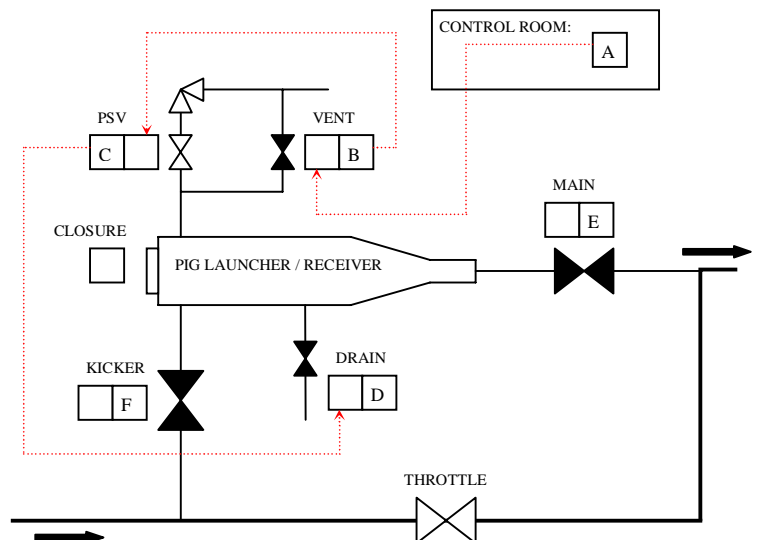 CONTROL ROOM:
A
PSV
VENT
C
B
MAIN
E
CLOSURE
PIG LAUNCHER / RECEIVER
KICKER
F
DRAIN
D
THROTTLE